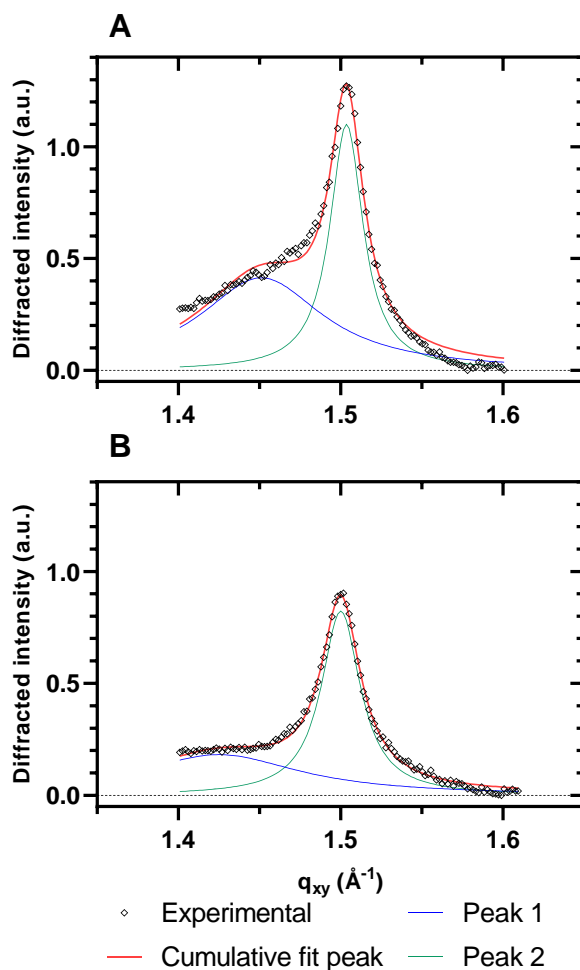 A
Diffracted intensity (a.u.)
1.0
0.5
0.0
1.4 1.5 1.6
B
Diffracted intensity (a.u.)
1.0
0.5
0.0
1.4 1.5 1.6
qxy (Å-1)
Experimental Peak 1
Cumulative fit peak Peak 2